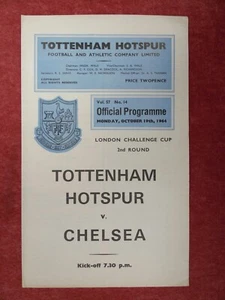 TOTTENHAM HOTSPUR
FOOTBALL AND ATHLETIC COMPANY LIMITED
PRICE TWOPENCE
Vol. 57 No. 14
Official Programme
MONDAY, OCTOBER 19th, 1964
LONDON CHALLENGE CUP
2nd ROUND
TOTTENHAM
HOTSPUR
v.
CHELSEA
Kick-off 7.30 p.m.